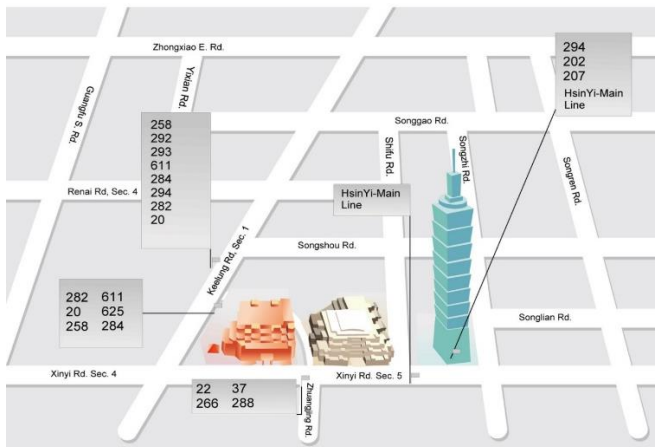 Zhongxiao E. Rd.
Guangfu S. Rd.
Yixian Rd.
294
202
207
HsinYi-Main
Line
258
292
293
611
284
294
282
20
Songgao Rd.
Shifu Rd.
Songzhi Rd.
Songren Rd.
Renai Rd, Sec. 4
HsinYi-Main
Line
Keelung Rd. Sec. 1
Songshou Rd.
282 611
20 625
258 284
Songlian Rd.
Xinyi Rd. Sec. 4
Xinyi Rd. Sec. 5
22 37
266 288
Zhuangjing Rd.